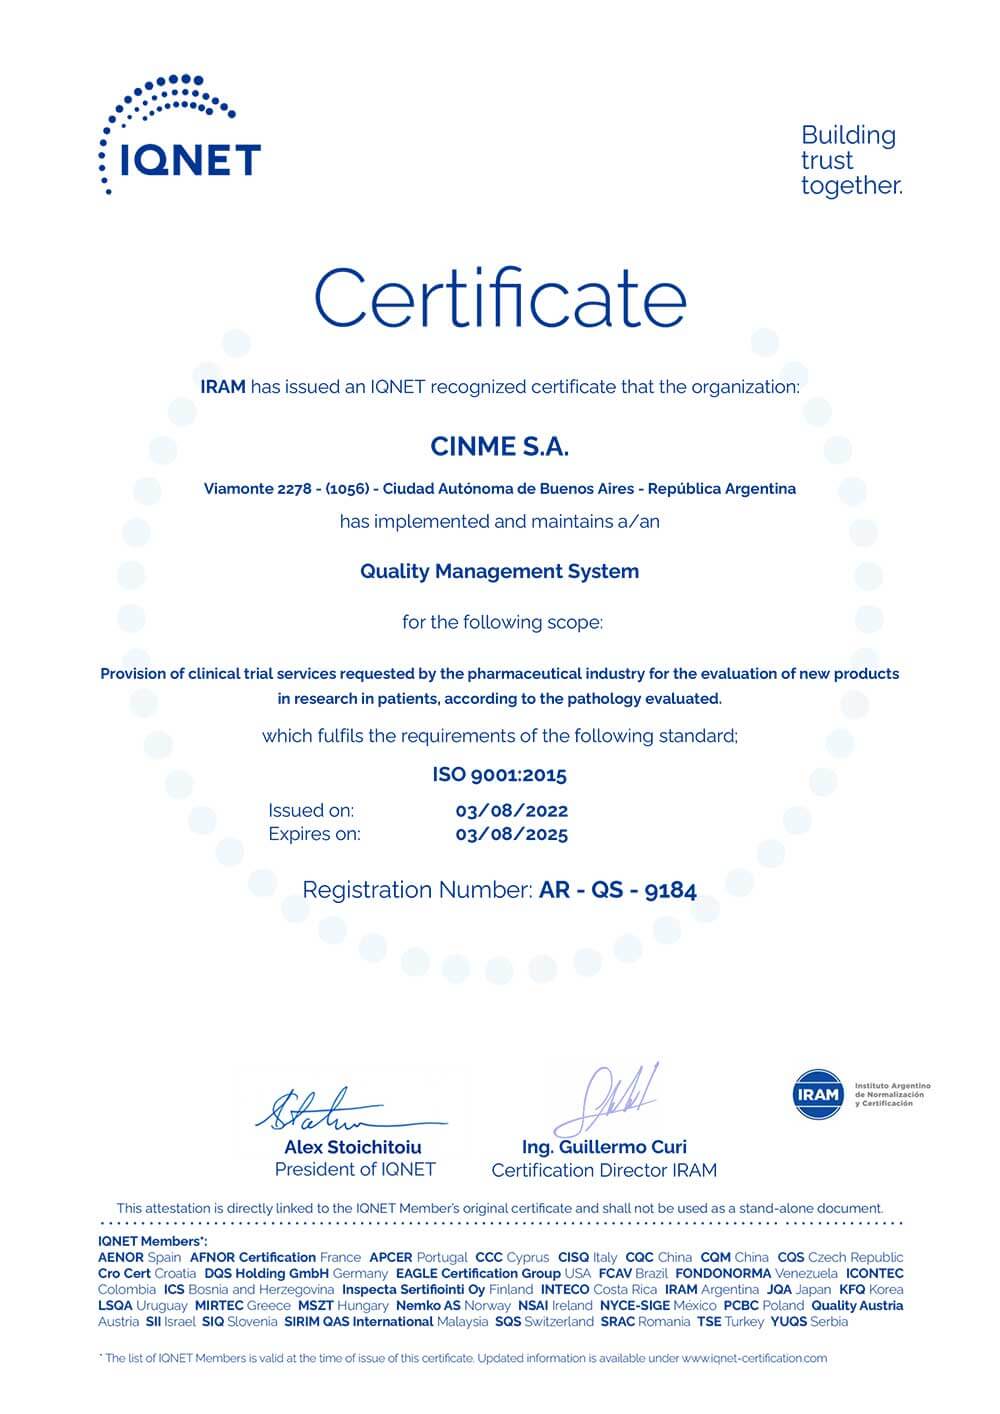 IQNET
Building
trust
together.
Certificate
IRAM has issued an IQNET recognized certificate that the organization:
CINME S.A.
Viamonte 2278 - (1056) - Ciudad Autónoma de Buenos Aires - República Argentina
has implemented and maintains a/an
Quality Management System
for the following scope:
Provision of clinical trial services requested by the pharmaceutical industry for the evaluation of new products
in research in patients, according to the pathology evaluated.
which fulfils the requirements of the following standard;
ISO 9001:2015
Issued on: 03/08/2022
Expires on: 03/08/2025
Registration Number: AR - QS - 9184
Alex Stoichitoiu
President of IQNET
Ing. Guillermo Curi
Certification Director IRAM
IRAM
Instituto Argentino
de Normalización
y Certificación
This attestation is directly linked to the IQNET Member's original certificate and shall not be used as a stand-alone document.
IQNET Members*:
AENOR Spain AFNOR Certification France APCER Portugal CCC Cyprus CISQ Italy CQC China CQM China CQS Czech Republic
Cro Cert Croatia DQS Holding GmbH Germany EAGLE Certification Group USA FCAV Brazil FONDONORMA Venezuela ICONTEC
Colombia ICS Bosnia and Herzegovina Inspecta Sertifiointi Oy Finland INTECO Costa Rica IRAM Argentina JQA Japan KFQ Korea
LSQA Uruguay MIRTEC Greece MSZT Hungary Nemko AS Norway NSAI Ireland NYCE-SIGE México PCBC Poland Quality Austria
Austria SII Israel SIQ Slovenia SIRIM QAS International Malaysia SQS Switzerland SRAC Romania TSE Turkey YUQS Serbia
* The list of IQNET Members is valid at the time of issue of this certificate. Updated information is available under www.iqnet-certification.com